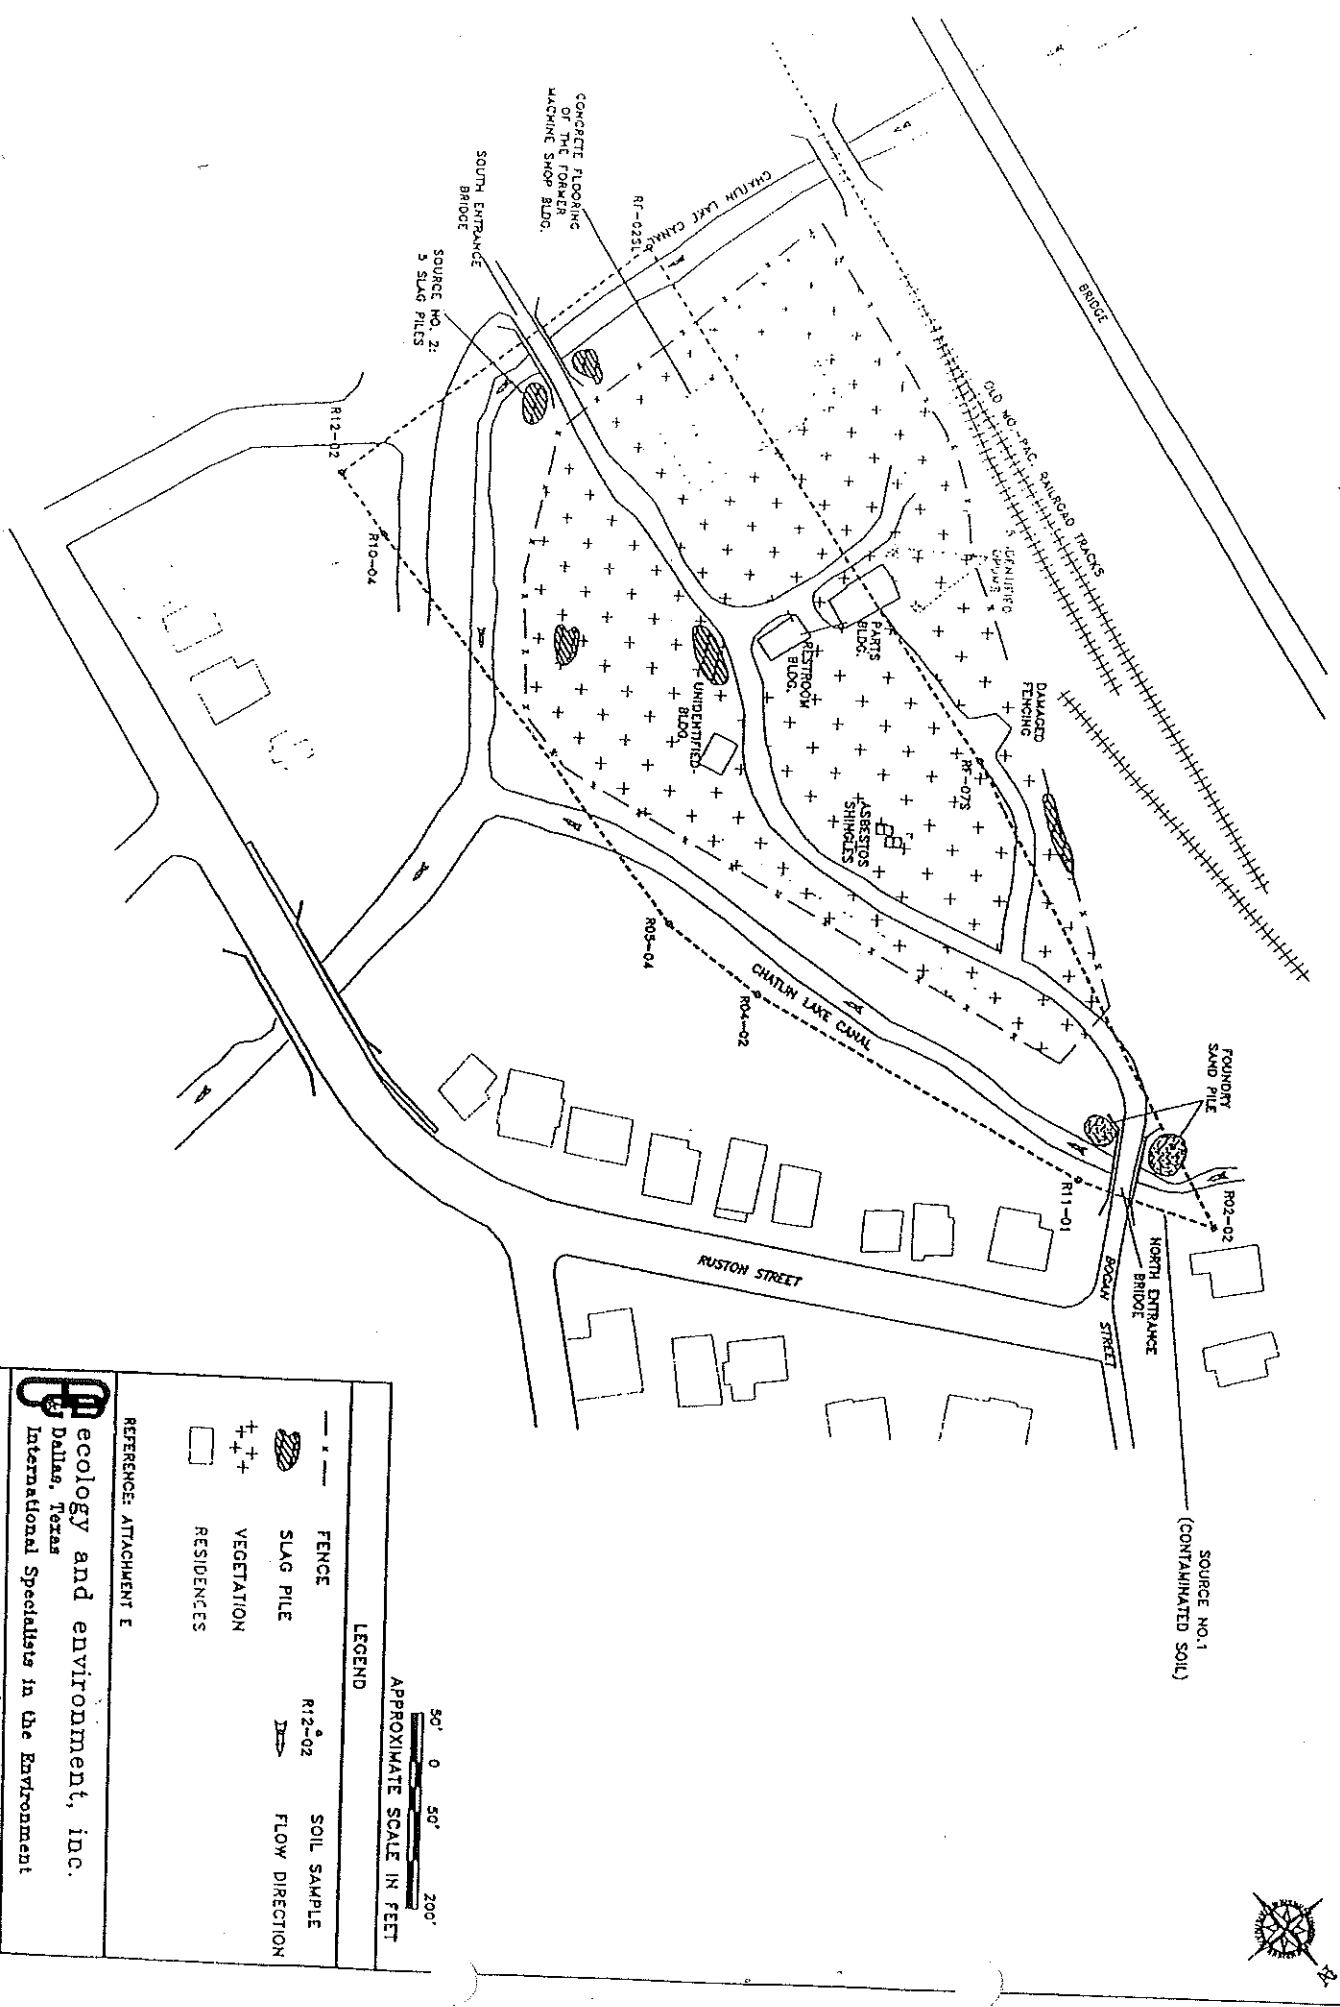 BRIDGE
OLD MO.-PAC. RAILROAD TRACKS
CHATLIN LAKE CANAL
CONCRETE FLOORING
OF THE FORMER
MACHINE SHOP BLDG.
RF-02SL
SOUTH ENTRANCE
BRIDGE
SOURCE NO. 2:
5 SLAG PILES
R12-02
R10-04
DAMAGED
FENCING
PARTS
BLDG.
RESTROOM
BLDG.
UNIDENTIFIED
BLDG.
RF-07S
ASBESTOS
SHINGLES
R05-04
R04-02
CHATLIN LAKE CANAL
FOUNDRY
SAND PILE
R02-02
R11-01
NORTH ENTRANCE
BRIDGE
BOGAN STREET
RUSTON STREET
SOURCE NO.1
(CONTAMINATED SOIL)
50' 0 50' 200'
APPROXIMATE SCALE IN FEET
LEGEND
FENCE
R12-02 SOIL SAMPLE
SLAG PILE
FLOW DIRECTION
VEGETATION
RESIDENCES
REFERENCE: ATTACHMENT E
ecology and environment, inc.
Dallas, Texas
International Specialists in the Environment